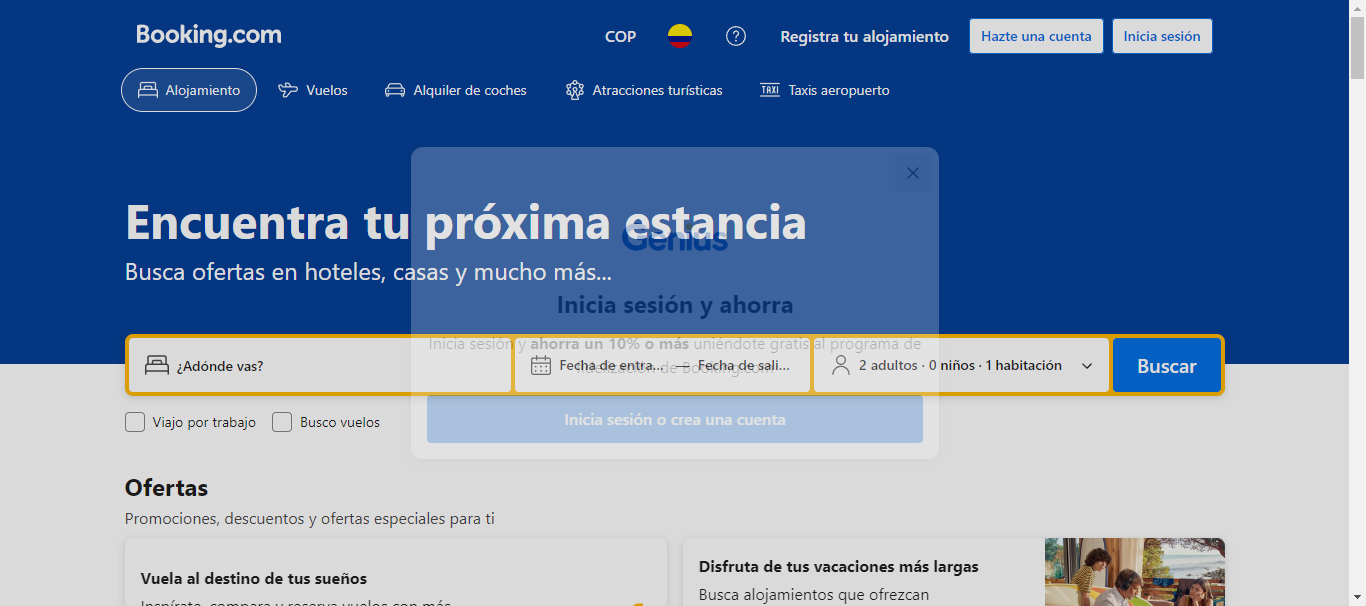 Booking.com
COP
Registra tu alojamiento
Hazte una cuenta
Inicia sesión
Alojamiento
Vuelos
Alquiler de coches
Atracciones turísticas
TAXI Taxis aeropuerto
Encuentra tu próxima estancia
Genius
Busca ofertas en hoteles, casas y mucho más...
Inicia sesión y ahorra
Inicia sesión y ahorra un 10% o más uniéndote gratis al programa de
fidelización de Booking.com
¿Adónde vas?
Fecha de entra... — Fecha de sali...
2 adultos · 0 niños · 1 habitación
Buscar
Inicia sesión o crea una cuenta
Viajo por trabajo
Busco vuelos
Ofertas
Promociones, descuentos y ofertas especiales para ti
Vuela al destino de tus sueños
Inspírate, compara y reserva vuelos con más
Disfruta de tus vacaciones más largas
Busca alojamientos que ofrezcan